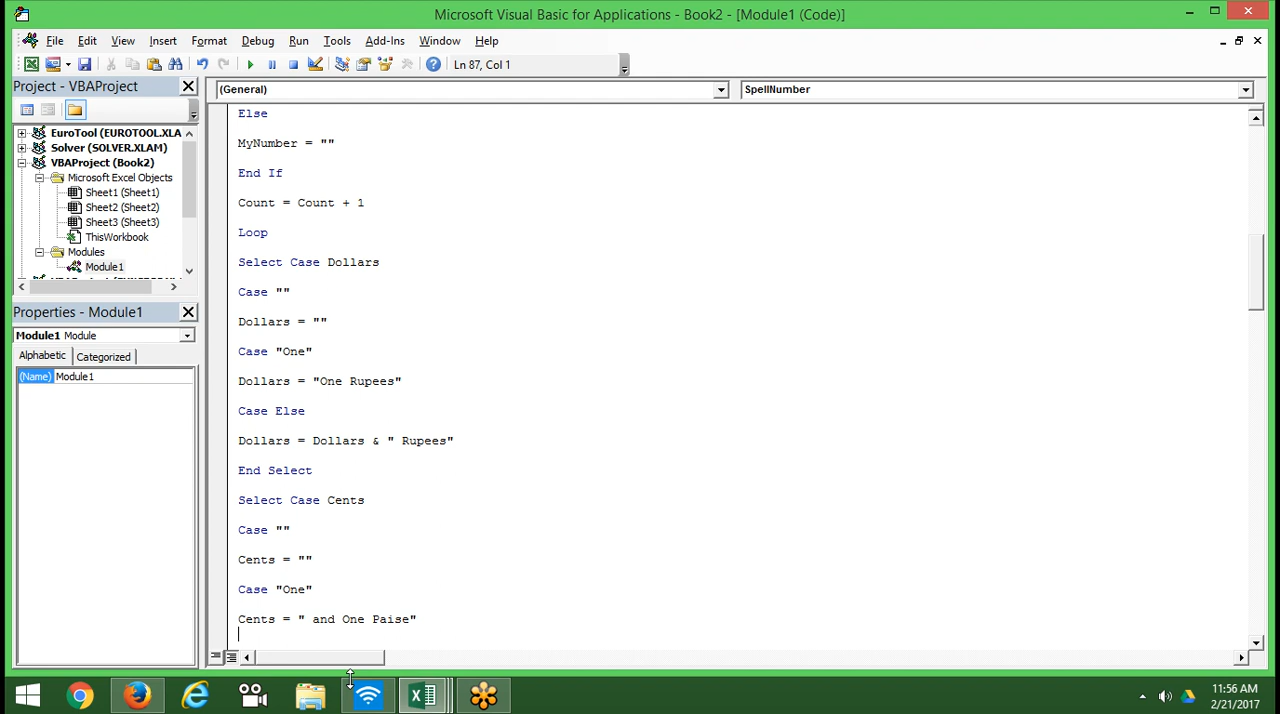 Microsoft Visual Basic for Applications - Book2 - [Module1 (Code)]
File Edit View Insert Format Debug Run Tools Add-Ins Window Help
Ln 87, Col 1
Project - VBAProject
(General)
SpellNumber
EuroTool (EUROTOOL.XLA
Solver (SOLVER.XLAM)
VBAProject (Book2)
Microsoft Excel Objects
Sheet1 (Sheet1)
Sheet2 (Sheet2)
Sheet3 (Sheet3)
ThisWorkbook
Modules
Module1
Properties - Module1
Module1 Module
Alphabetic Categorized
(Name) Module1
Else
MyNumber = ""
End If
Count = Count + 1
Loop
Select Case Dollars
Case ""
Dollars = ""
Case "One"
Dollars = "One Rupees"
Case Else
Dollars = Dollars & " Rupees"
End Select
Select Case Cents
Case ""
Cents = ""
Case "One"
Cents = " and One Paise"
11:56 AM
2/21/2017